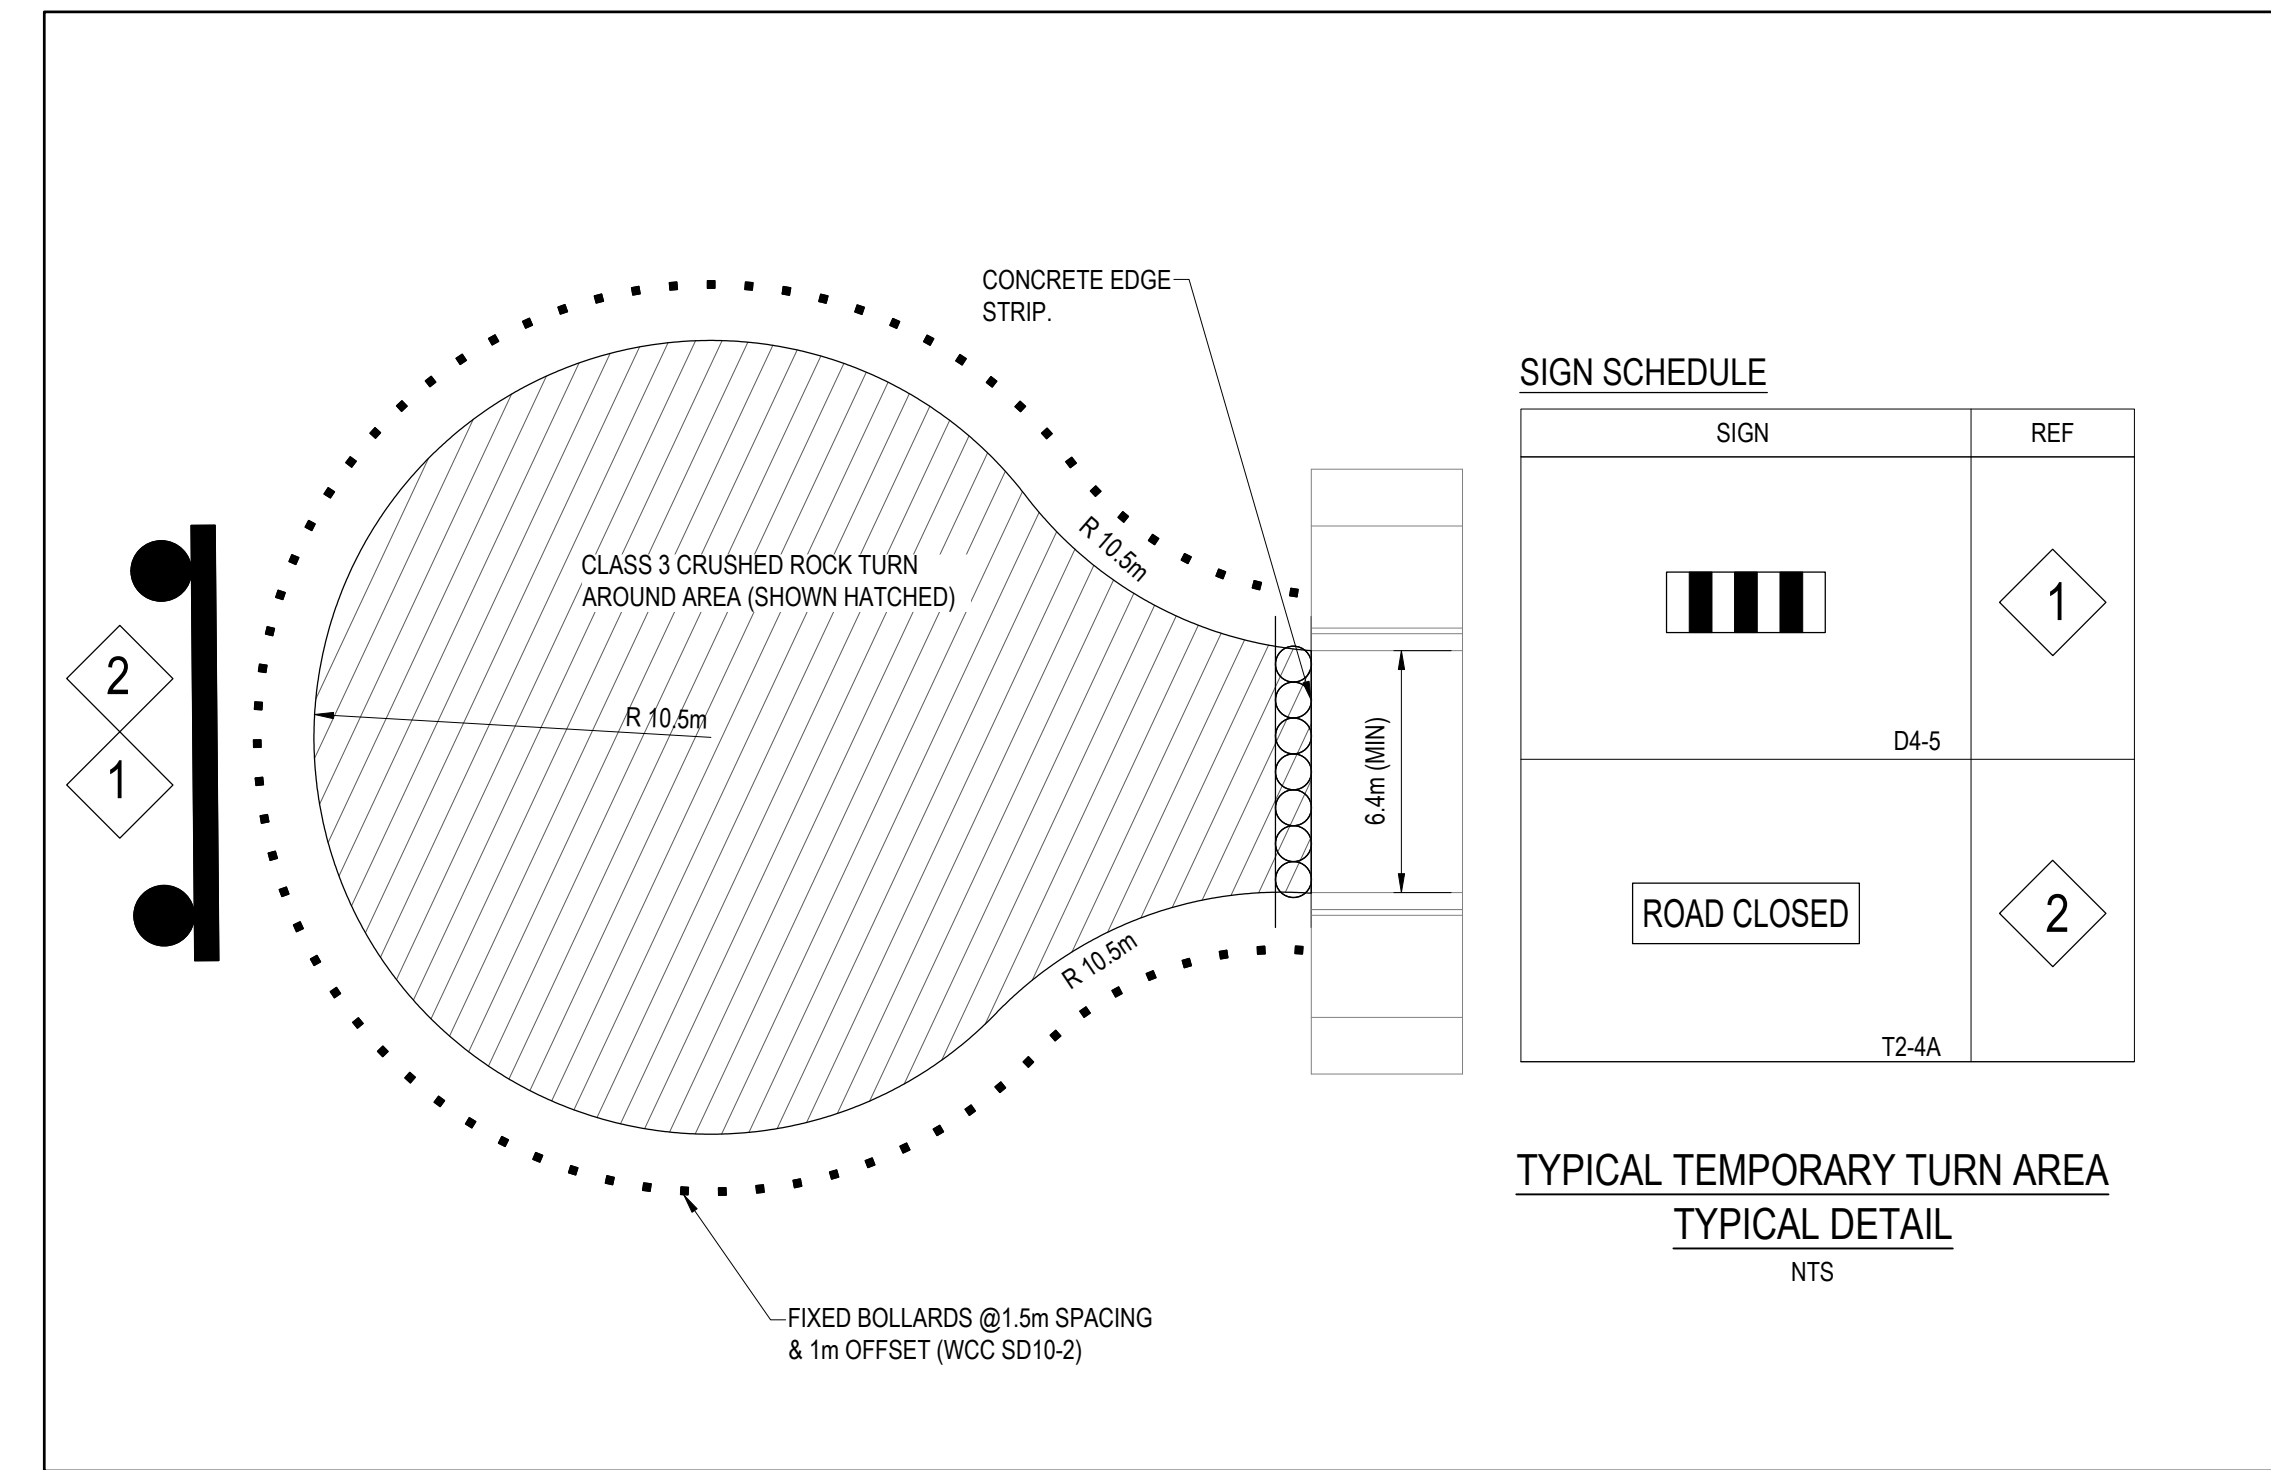 CONCRETE EDGE
STRIP.
SIGN SCHEDULE
SIGN
REF
R 10.5m
CLASS 3 CRUSHED ROCK TURN
AROUND AREA (SHOWN HATCHED)
1
2
R 10.5m
1
6.4m (MIN)
D4-5
ROAD CLOSED
2
R 10.5m
T2-4A
TYPICAL TEMPORARY TURN AREA
TYPICAL DETAIL
NTS
FIXED BOLLARDS @1.5m SPACING
& 1m OFFSET (WCC SD10-2)